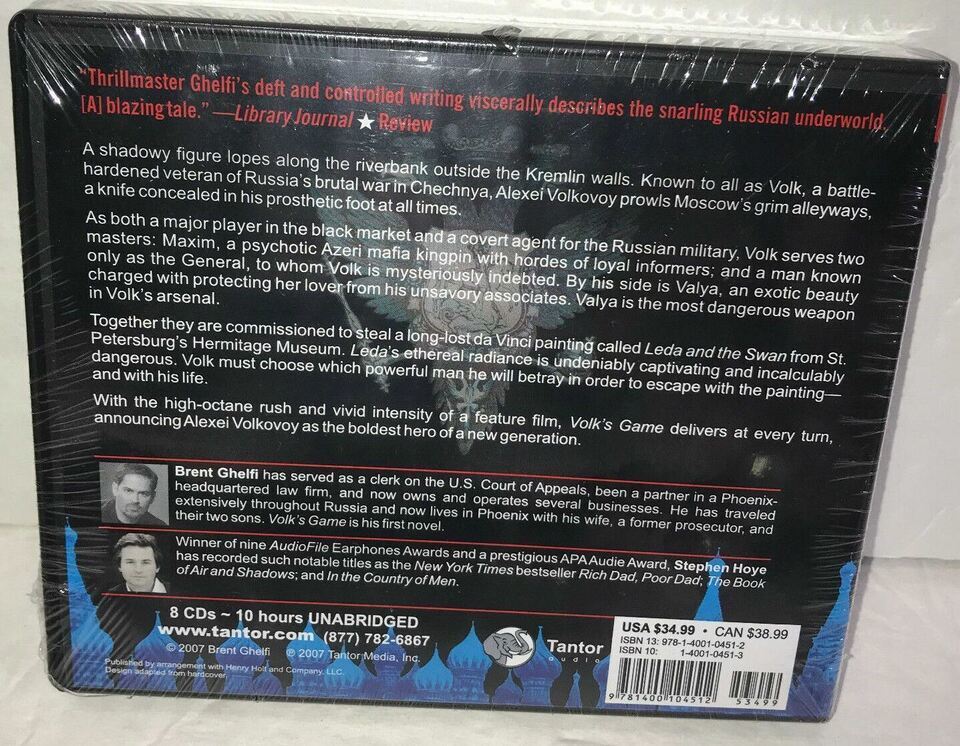 "Thrillmaster Ghelfi's deft and controlled writing viscerally describes the snarling Russian underworld.
[A] blazing tale." —Library Journal ★ Review
A shadowy figure lopes along the riverbank outside the Kremlin walls. Known to all as Volk, a battle-
hardened veteran of Russia's brutal war in Chechnya, Alexei Volkovoy prowls Moscow's grim alleyways,
a knife concealed in his prosthetic foot at all times.
As both a major player in the black market and a covert agent for the Russian military, Volk serves two
masters: Maxim, a psychotic Azeri mafia kingpin with hordes of loyal informers; and a man known
only as the General, to whom Volk is mysteriously indebted. By his side is Valya, an exotic beauty
charged with protecting her lover from his unsavory associates. Valya is the most dangerous weapon
in Volk's arsenal.
Together they are commissioned to steal a long-lost da Vinci painting called Leda and the Swan from St.
Petersburg's Hermitage Museum. Leda's ethereal radiance is undeniably captivating and incalculably
dangerous. Volk must choose which powerful man he will betray in order to escape with the painting—
and with his life.
With the high-octane rush and vivid intensity of a feature film, Volk's Game delivers at every turn,
announcing Alexei Volkovoy as the boldest hero of a new generation.
Brent Ghelfi has served as a clerk on the U.S. Court of Appeals, been a partner in a Phoenix-
headquartered law firm, and now owns and operates several businesses. He has traveled
extensively throughout Russia and now lives in Phoenix with his wife, a former prosecutor, and
their two sons. Volk's Game is his first novel.
Winner of nine AudioFile Earphones Awards and a prestigious APA Audie Award, Stephen Hoye
has recorded such notable titles as the New York Times bestseller Rich Dad, Poor Dad; The Book
of Air and Shadows; and In the Country of Men.
8 CDs ~ 10 hours UNABRIDGED
www.tantor.com (877) 782-6867
© 2007 Brent Ghelfi ℗ 2007 Tantor Media, Inc.
Published by arrangement with Henry Holt and Company, LLC.
Design adapted from hardcover.
Tantor
audio
USA $34.99 • CAN $38.99
ISBN 13: 978-1-4001-0451-2
ISBN 10: 1-4001-0451-3
9 781400 104512
53499